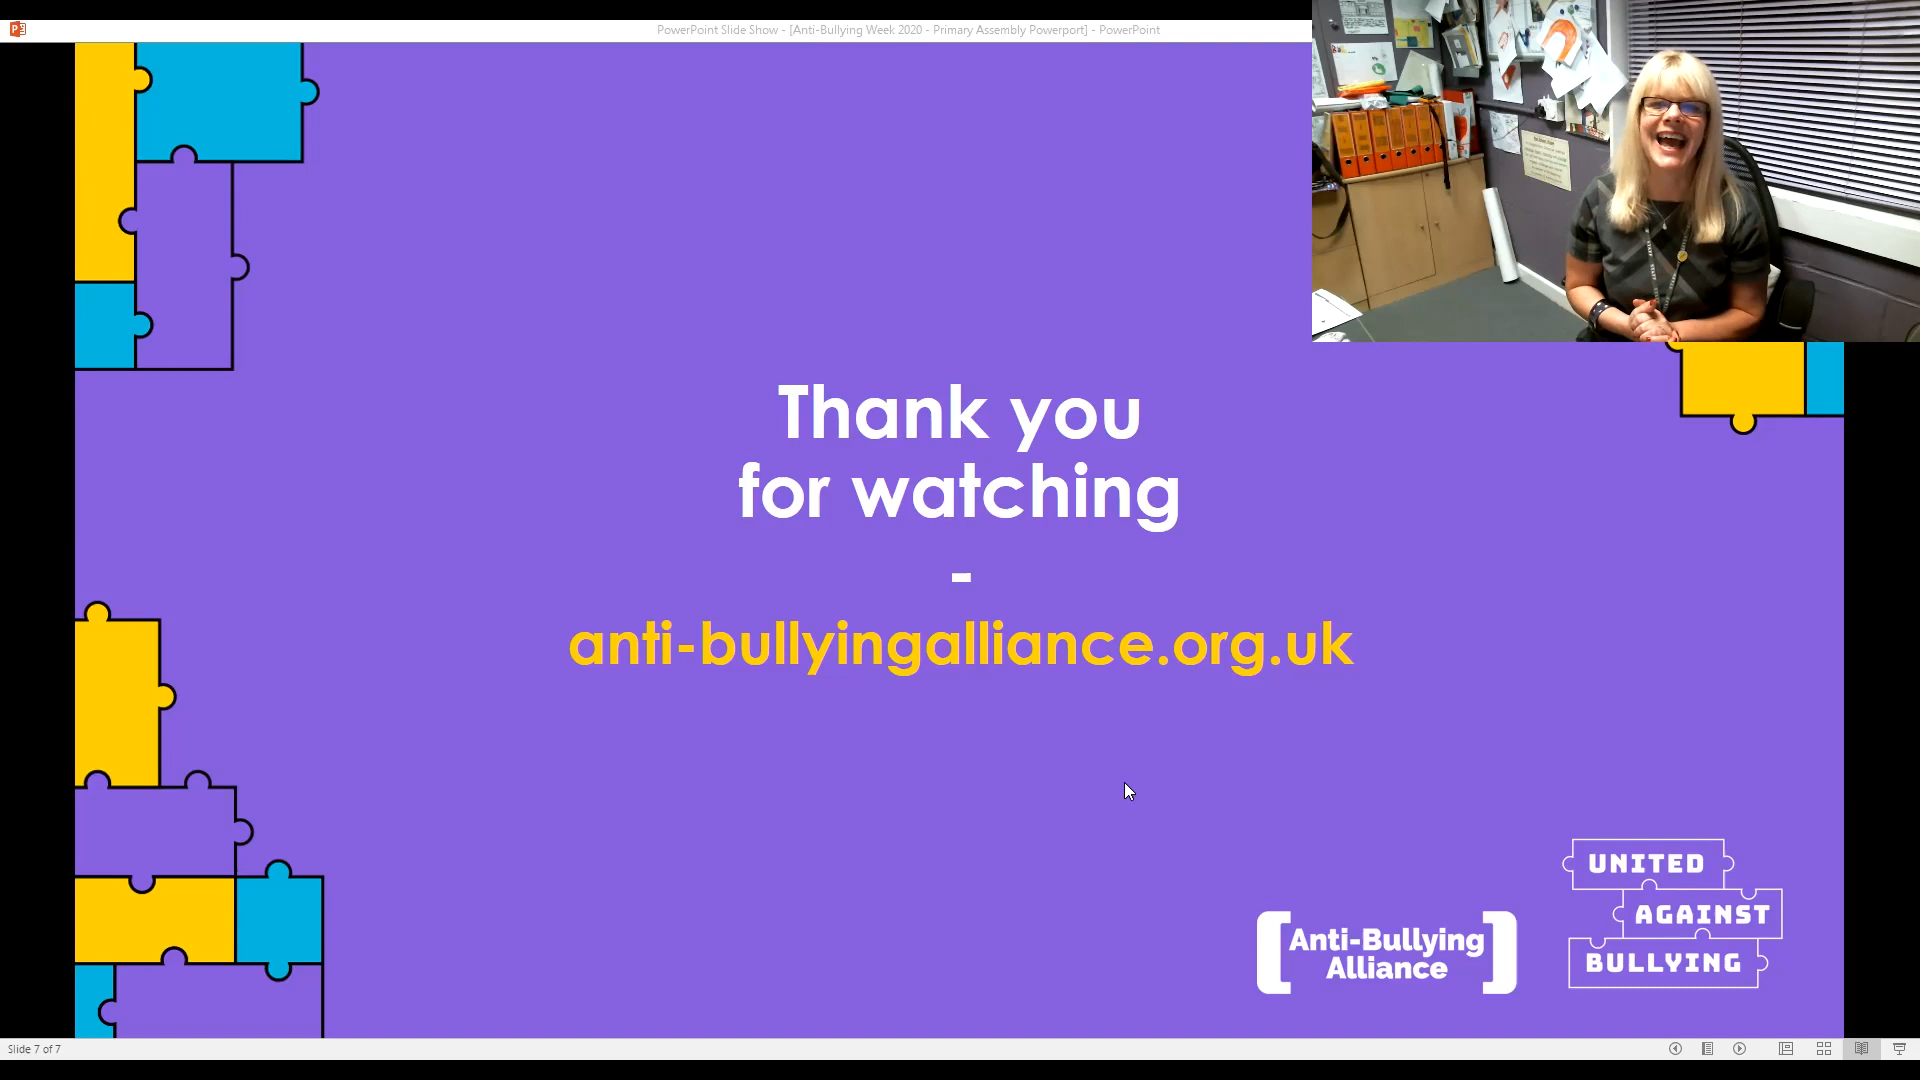 PowerPoint Slide Show - [Anti-Bullying Week 2020 - Primary Assembly Powerport] - PowerPoint
Thank you
for watching
-
anti-bullyingalliance.org.uk
Anti-Bullying
Alliance
UNITED
AGAINST
BULLYING
Slide 7 of 7